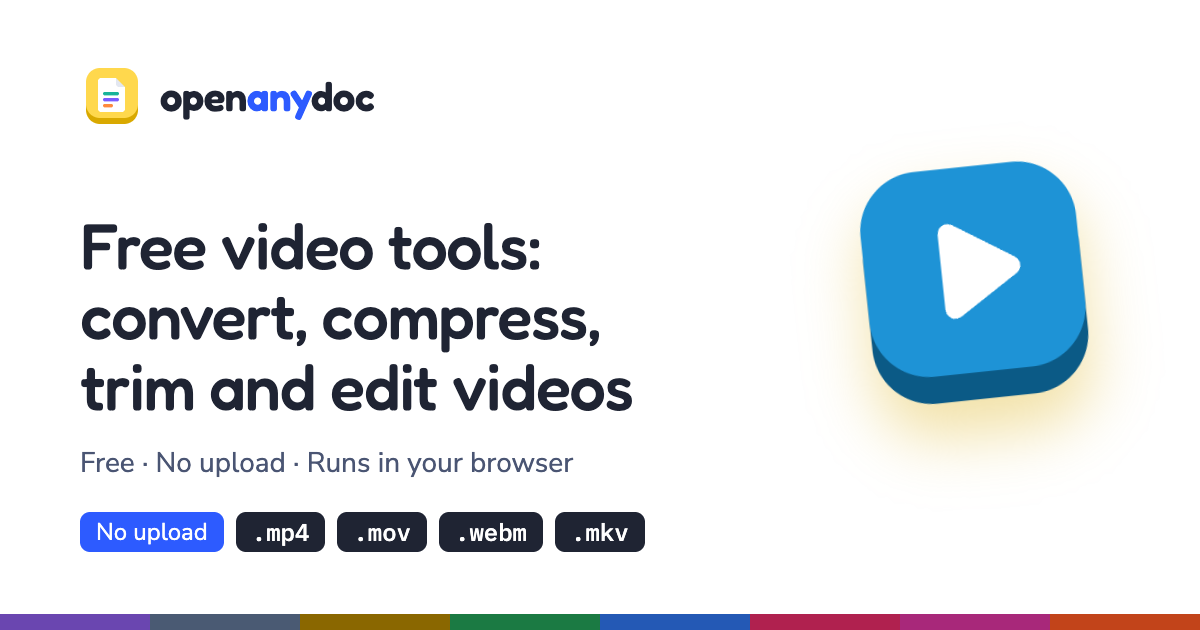 openanydoc
Free video tools:
convert, compress,
trim and edit videos
Free · No upload · Runs in your browser
No upload .mp4 .mov .webm .mkv